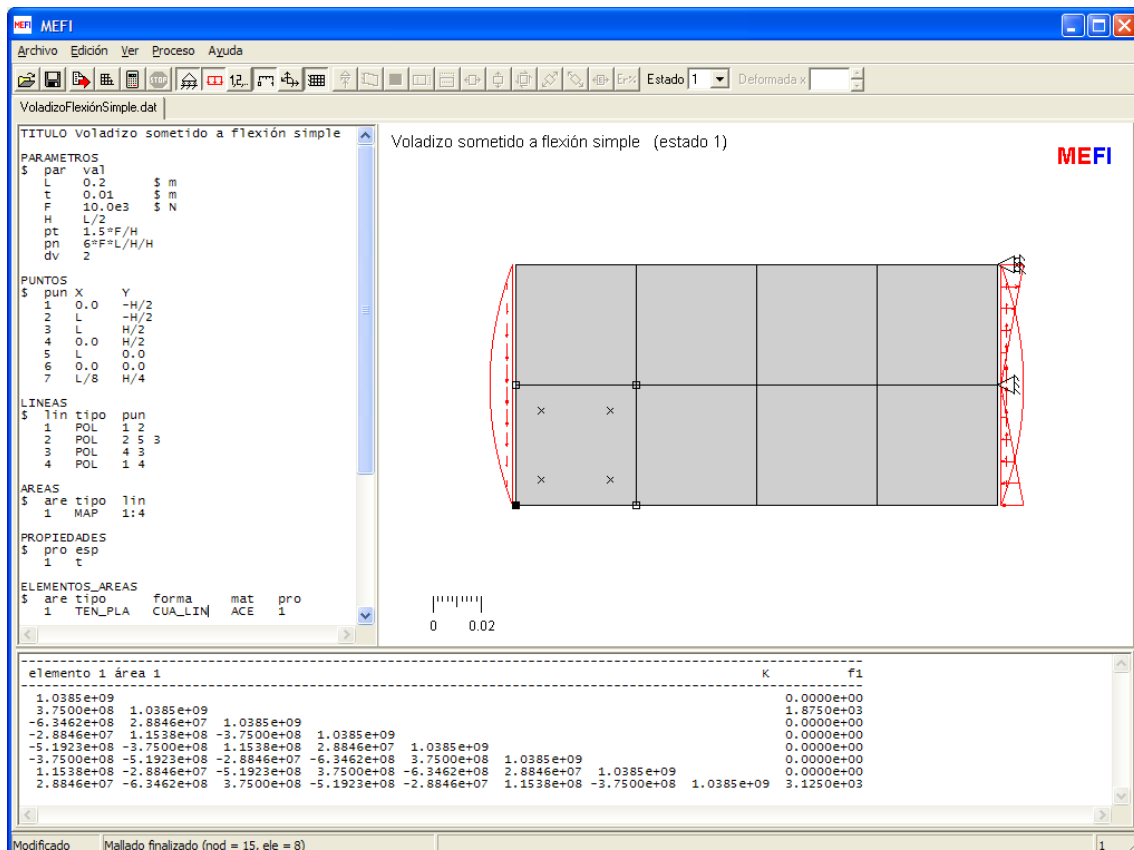 MEFI MEFI
Archivo Edición Ver Proceso Ayuda
STOP 1,2,.. Er% Estado 1 Deformada x
VoladizoFlexiónSimple.dat
TITULO Voladizo sometido a flexión simple
PARAMETROS
$ par val
L 0.2 $ m
t 0.01 $ m
F 10.0e3 $ N
H L/2
pt 1.5*F/H
pn 6*F*L/H/H
dv 2
PUNTOS
$ pun X Y
1 0.0 -H/2
2 L -H/2
3 L H/2
4 0.0 H/2
5 L 0.0
6 0.0 0.0
7 L/8 H/4
LINEAS
$ lin tipo pun
1 POL 1 2
2 POL 2 5 3
3 POL 4 3
4 POL 1 4
AREAS
$ are tipo lin
1 MAP 1:4
PROPIEDADES
$ pro esp
1 t
ELEMENTOS_AREAS
$ are tipo forma mat pro
1 TEN_PLA CUA_LIN ACE 1
Voladizo sometido a flexión simple (estado 1)
MEFI
0 0.02
elemento 1 área 1 K f1
1.0385e+09 0.0000e+00
3.7500e+08 1.0385e+09 1.8750e+03
-6.3462e+08 2.8846e+07 1.0385e+09 0.0000e+00
-2.8846e+07 1.1538e+08 -3.7500e+08 1.0385e+09 0.0000e+00
-5.1923e+08 -3.7500e+08 1.1538e+08 2.8846e+07 1.0385e+09 0.0000e+00
-3.7500e+08 -5.1923e+08 -2.8846e+07 -6.3462e+08 3.7500e+08 1.0385e+09 0.0000e+00
1.1538e+08 -2.8846e+07 -5.1923e+08 3.7500e+08 -6.3462e+08 2.8846e+07 1.0385e+09 0.0000e+00
2.8846e+07 -6.3462e+08 3.7500e+08 -5.1923e+08 -2.8846e+07 1.1538e+08 -3.7500e+08 1.0385e+09 3.1250e+03
Modificado Mallado finalizado (nod = 15, ele = 8) 1